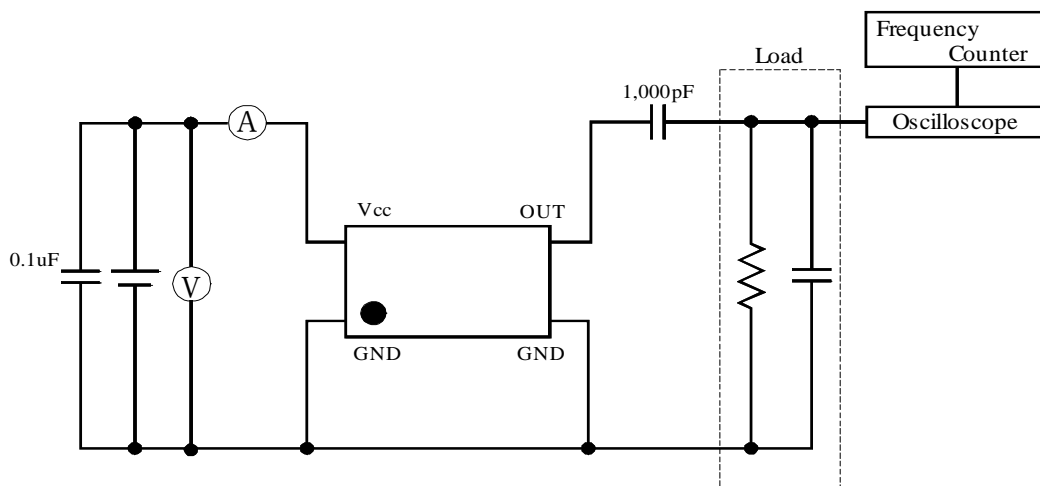 Frequency
Counter
Load
1,000pF
Oscilloscope
A
Vcc
OUT
0.1uF
V
GND
GND